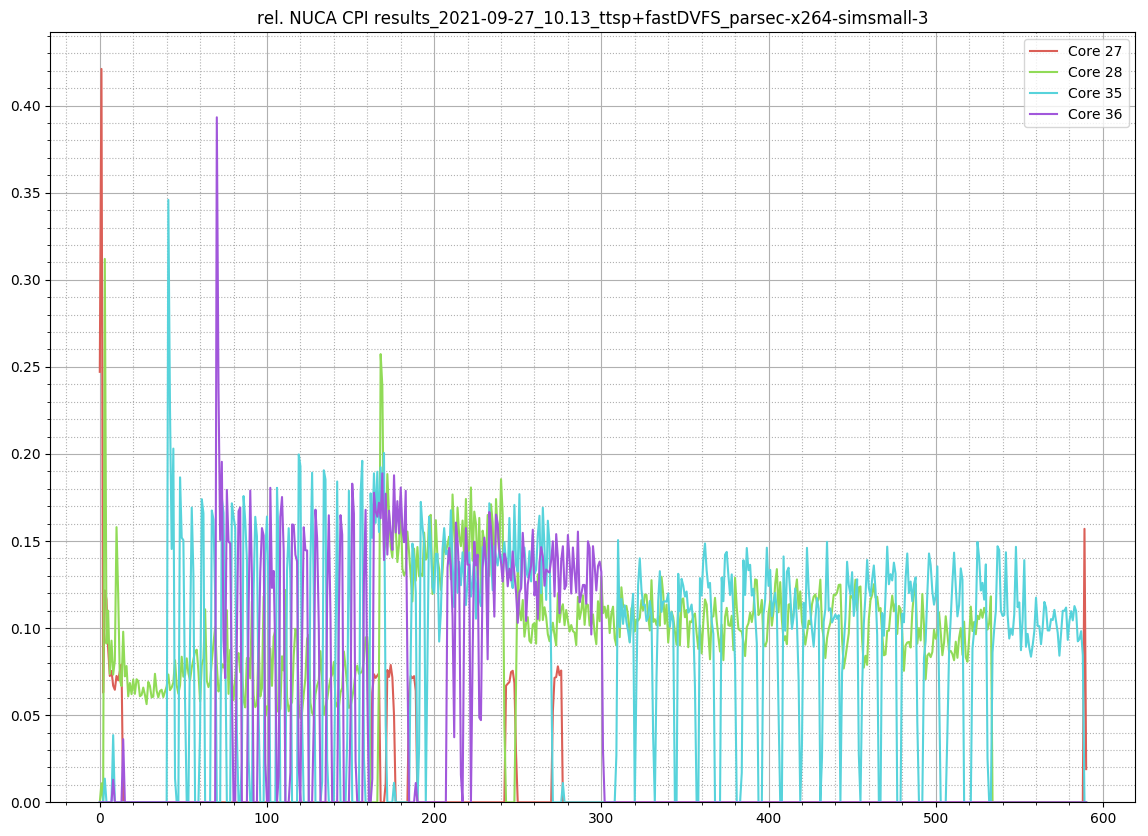 rel. NUCA CPI results_2021-09-27_10.13_ttsp+fastDVFS_parsec-x264-simsmall-3
Core 27
Core 28
Core 35
Core 36
0.40
0.35
0.30
0.25
0.20
0.15
0.10
0.05
0.00
0 100 200 300 400 500 600